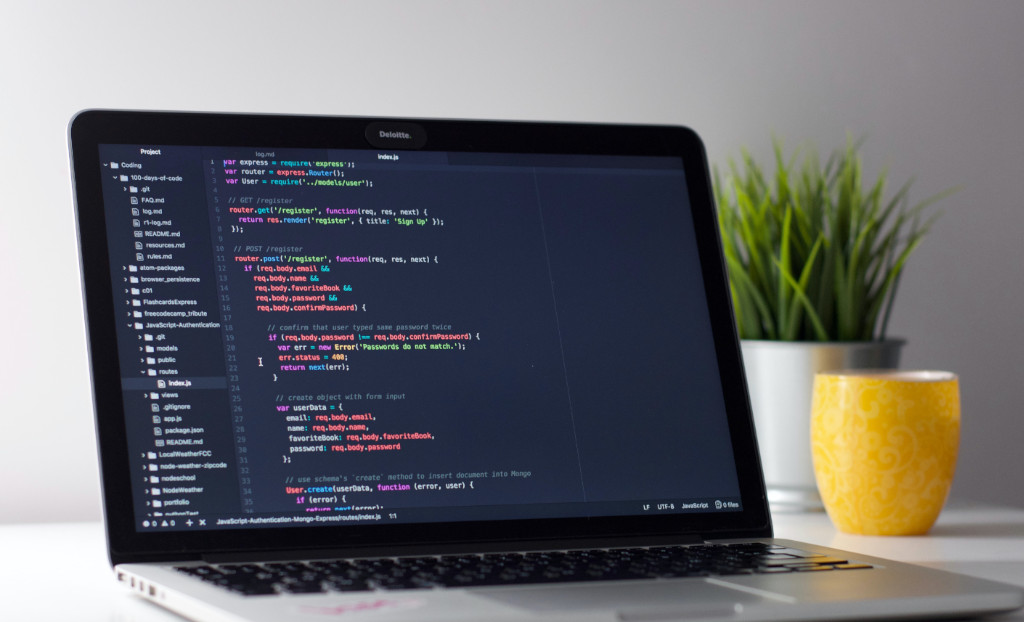 Deloitte.
Project
log.md
index.js
Coding
100-days-of-code
.git
FAQ.md
log.md
r1-log.md
README.md
resources.md
rules.md
atom-packages
browser_persistence
c01
FlashcardsExpress
freecodecamp_tribute
JavaScript-Authentication
.git
models
public
routes
index.js
views
.gitignore
app.js
package.json
README.md
LocalWeatherFCC
node-weather-zipcode
nodeschool
NodeWeather
portfolio
pythonTest
1 var express = require('express');
2 var router = express.Router();
3 var User = require('../models/user');
4
5 // GET /register
6 router.get('/register', function(req, res, next) {
7 return res.render('register', { title: 'Sign Up' });
8 });
9
10 // POST /register
11 router.post('/register', function(req, res, next) {
12 if (req.body.email &&
13 req.body.name &&
14 req.body.favoriteBook &&
15 req.body.password &&
16 req.body.confirmPassword) {
17
18 // confirm that user typed same password twice
19 if (req.body.password !== req.body.confirmPassword) {
20 var err = new Error('Passwords do not match.');
21 err.status = 400;
22 return next(err);
23 }
24
25 // create object with form input
26 var userData = {
27 email: req.body.email,
28 name: req.body.name,
29 favoriteBook: req.body.favoriteBook,
30 password: req.body.password
31 };
32
33 // use schema's `create` method to insert document into Mongo
34 User.create(userData, function (error, user) {
35 if (error) {
return next(error);
0 0 JavaScript-Authentication-Mongo-Express/routes/index.js 1:1
LF UTF-8 JavaScript 6 files